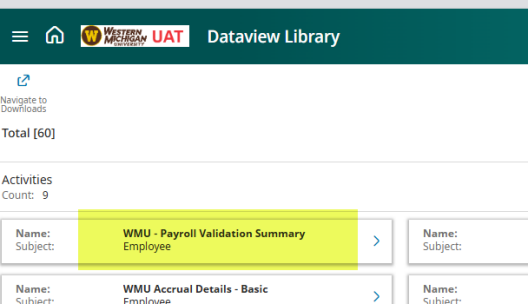 W WESTERN MICHIGAN UNIVERSITY UAT Dataview Library
Navigate to
Downloads
Total [60]
Activities
Count: 9
Name: WMU - Payroll Validation Summary
Subject: Employee
Name:
Subject:
Name: WMU Accrual Details - Basic
Subject: Employee
Name:
Subject: